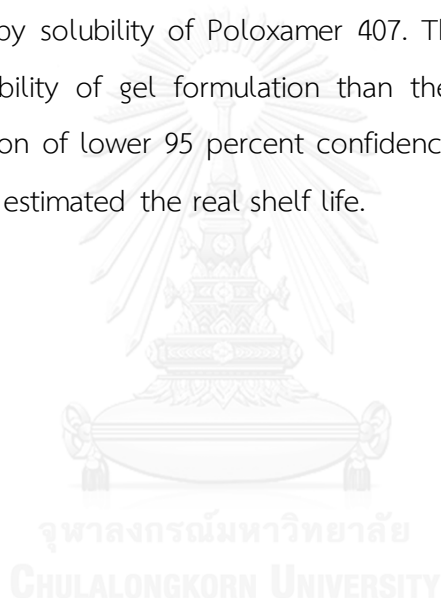 by solubility of Poloxamer 407.
bility of gel formulation than the
ion of lower 95 percent confidenc
estimated the real shelf life.
จุฬาลงกรณ์มหาวิทยาลัย
CHULALONGKORN UNIVERSITY